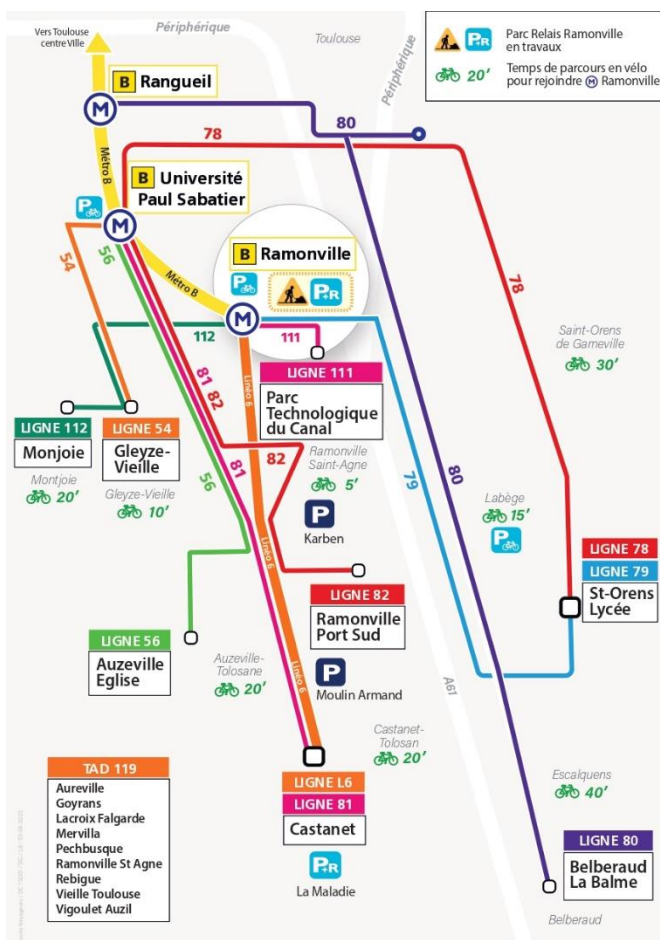 Vers Toulouse
centre Ville
Périphérique
Toulouse
Périphérique
P+R
Parc Relais Ramonville
en travaux
20’
Temps de parcours en vélo
pour rejoindre M Ramonville
B Rangueil
M
80
78
Métro B
B Université
Paul Sabatier
P
M
54
56
Métro B
B Ramonville
P
P+R
M
112
111
78
Saint-Orens
de Gameville
30’
81
82
Linéo 6
LIGNE 111
Parc
Technologique
du Canal
LIGNE 112
Monjoie
LIGNE 54
Gleyze-
Vieille
Montjoie
20’
Gleyze-Vieille
10’
56
81
82
Ramonville
Saint-Agne
5’
P
Karben
79
80
Labège
15’
P
Linéo 6
LIGNE 78
LIGNE 79
St-Orens
Lycée
LIGNE 82
Ramonville
Port Sud
LIGNE 56
Auzeville
Eglise
Auzeville-
Tolosane
20’
Linéo 6
P
Moulin Armand
A61
Castanet-
Tolosan
20’
LIGNE L6
LIGNE 81
Castanet
P+R
La Maladie
Escalquens
40’
TAD 119
Aureville
Goyrans
Lacroix Falgarde
Mervilla
Pechbusque
Ramonville St Agne
Rebigue
Vieille Toulouse
Vigoulet Auzil
LIGNE 80
Belberaud
La Balme
Belberaud